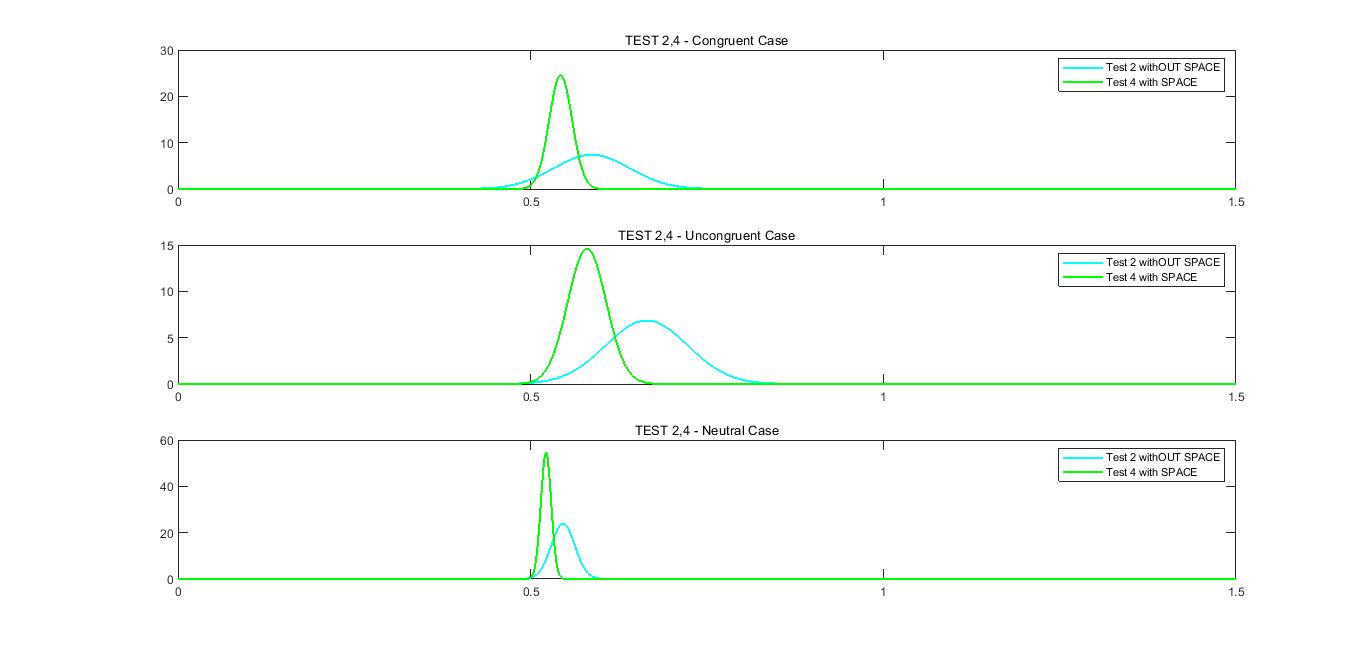 TEST 2,4 - Congruent Case
30
20
10
0
Test 2 withOUT SPACE
Test 4 with SPACE
0 0.5 1 1.5
TEST 2,4 - Uncongruent Case
15
10
5
0
Test 2 withOUT SPACE
Test 4 with SPACE
0 0.5 1 1.5
TEST 2,4 - Neutral Case
60
40
20
0
Test 2 withOUT SPACE
Test 4 with SPACE
0 0.5 1 1.5